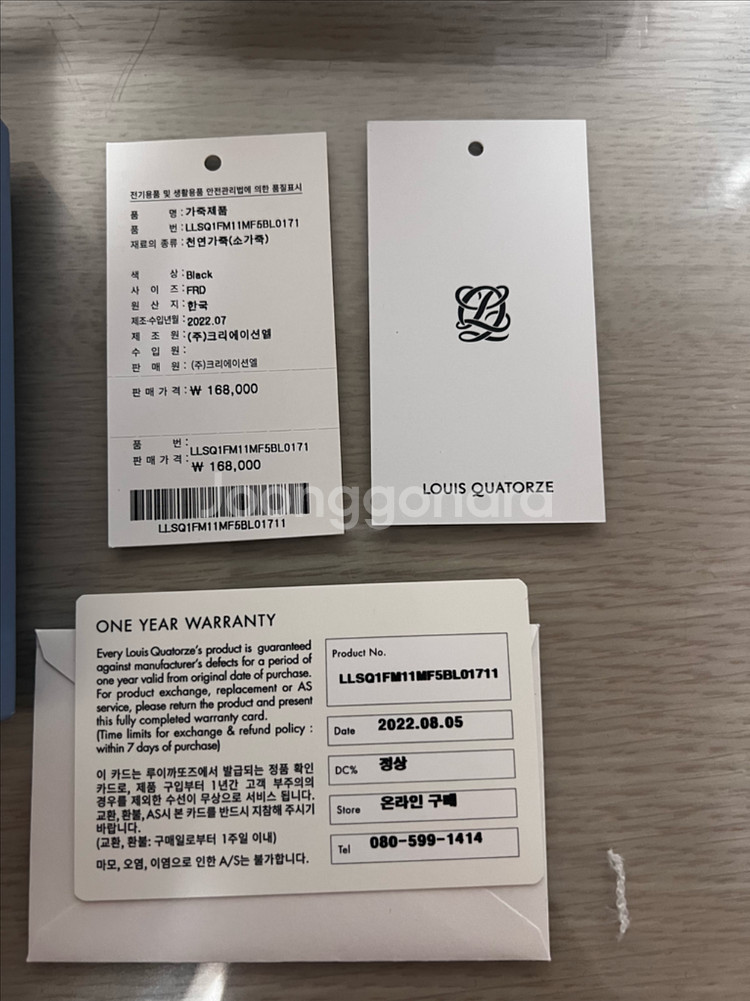 전기용품 및 생활용품 안전관리법에 의한 품질표시
품 명 : 가죽제품
품 번 : LLSQ1FM11MF5BL0171
재료의 종류 : 천연가죽(소가죽)
색 상 : Black
사 이 즈 : FRD
원 산 지 : 한국
제조·수입년월 : 2022.07
제 조 원 : (주)크리에이션엘
수 입 원 :
판 매 원 : (주)크리에이션엘
판 매 가 격 : ₩ 168,000
품 번 : LLSQ1FM11MF5BL0171
판 매 가 격 : ₩ 168,000
LLSQ1FM11MF5BL01711
LOUIS QUATORZE
Joonggonara
ONE YEAR WARRANTY
Every Louis Quatorze's product is guaranteed
against manufacturer's defects for a period of
one year valid from original date of purchase.
For product exchange, replacement or AS
service, please return the product and present
this fully completed warranty card.
(Time limits for exchange & refund policy :
within 7 days of purchase)
이 카드는 루이까또즈에서 발급되는 정품 확인
카드로, 제품 구입부터 1년간 고객 부주의의
경우를 제외한 수선이 무상으로 서비스 됩니다.
교환, 환불, AS시 본 카드를 반드시 지참해 주시기
바랍니다.
(교환, 환불: 구매일로부터 1주일 이내)
마모, 오염, 이염으로 인한 A/S는 불가합니다.
Product No.
LLSQ1FM11MF5BL01711
Date 2022.08.05
DC% 정상
Store 온라인 구매
Tel 080-599-1414